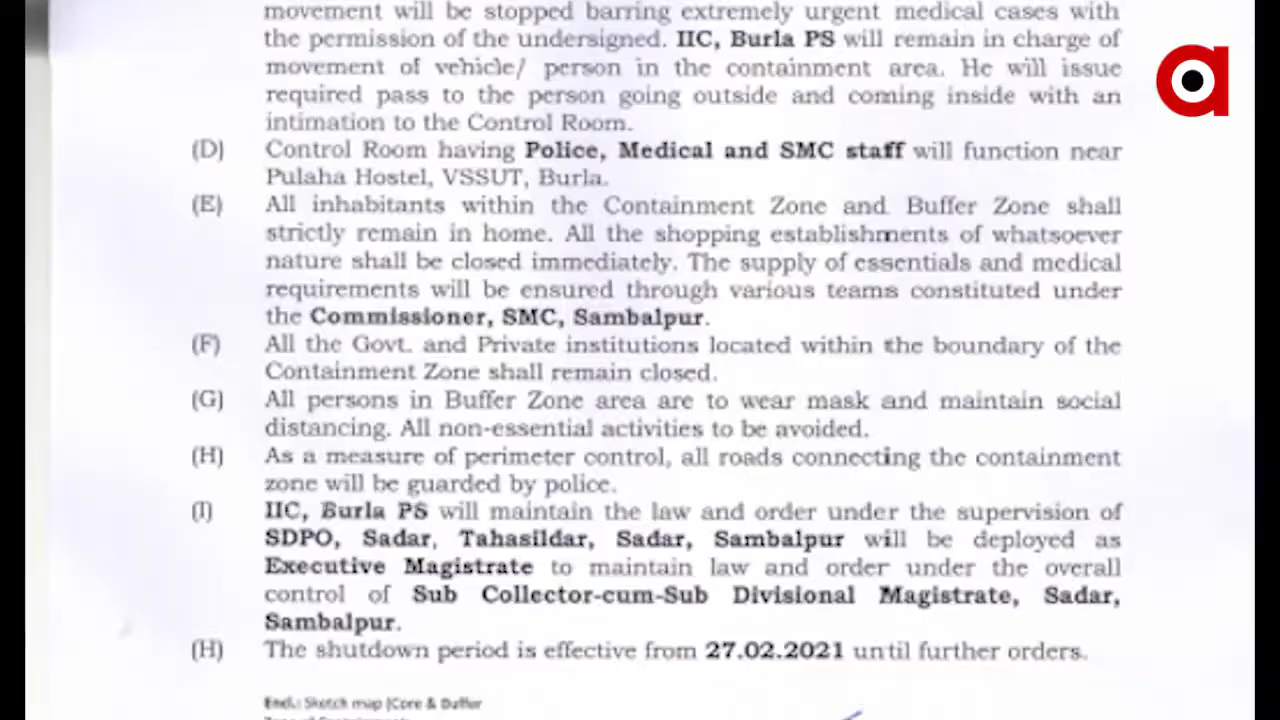 movement will be stopped barring extremely urgent medical cases with
the permission of the undersigned. IIC, Burla PS will remain in charge of
movement of vehicle/ person in the containment area. He will issue
required pass to the person going outside and coming inside with an
intimation to the Control Room.
(D) Control Room having Police, Medical and SMC staff will function near
Pulaha Hostel, VSSUT, Burla.
(E) All inhabitants within the Containment Zone and Buffer Zone shall
strictly remain in home. All the shopping establishments of whatsoever
nature shall be closed immediately. The supply of essentials and medical
requirements will be ensured through various teams constituted under
the Commissioner, SMC, Sambalpur.
(F) All the Govt. and Private institutions located within the boundary of the
Containment Zone shall remain closed.
(G) All persons in Buffer Zone area are to wear mask and maintain social
distancing. All non-essential activities to be avoided.
(H) As a measure of perimeter control, all roads connecting the containment
zone will be guarded by police.
(I) IIC, Burla PS will maintain the law and order under the supervision of
SDPO, Sadar, Tahasildar, Sadar, Sambalpur will be deployed as
Executive Magistrate to maintain law and order under the overall
control of Sub Collector-cum-Sub Divisional Magistrate, Sadar,
Sambalpur.
(H) The shutdown period is effective from 27.02.2021 until further orders.
Encl.: Sketch map (Core & Buffer